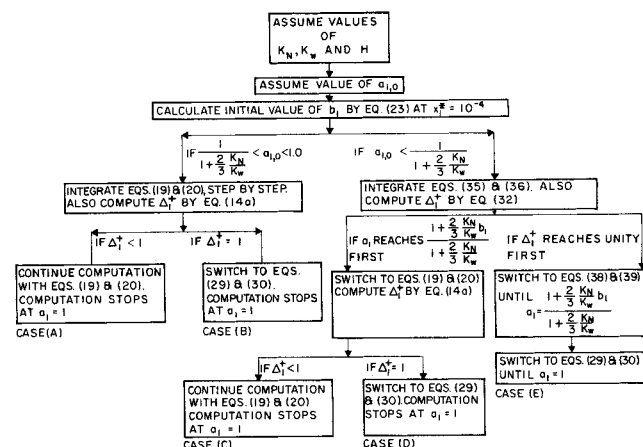 ASSUME VALUES
OF
K_N, K_W AND H
ASSUME VALUE OF a_{1,0}
CALCULATE INITIAL VALUE OF b_1 BY EQ. (23) AT x_1^* = 10^{-4}
IF 1/(1+ 2/3 K_N/K_W) < a_{1,0} < 1.0
IF a_{1,0} < 1/(1+ 2/3 K_N/K_W)
INTEGRATE EQS. (19) & (20), STEP BY STEP.
ALSO COMPUTE Δ_1^+ BY EQ. (14a)
INTEGRATE EQS. (35) & (36). ALSO
COMPUTE Δ_1^+ BY EQ (32)
IF Δ_1^+ < 1
IF Δ_1^+ = 1
IF a_1 REACHES (1+ 2/3 K_N/K_W b_1)/(1+ 2/3 K_N/K_W)
FIRST
IF Δ_1^+ REACHES UNITY
FIRST
CONTINUE COMPUTATION
WITH EQS. (19) & (20).
COMPUTATION STOPS
AT a_1 = 1
CASE(A)
SWITCH TO EQS.
(29) & (30).
COMPUTATION STOPS
AT a_1 = 1
CASE (B)
SWITCH TO EQS. (19) & (20)
COMPUTE Δ_1^+ BY EQ. (14a)
SWITCH TO EQS. (38) & (39)
UNTIL
a_1 = (1+ 2/3 K_N/K_W b_1)/(1+ 2/3 K_N/K_W)
SWITCH TO EQS. (29) & (30)
UNTIL a_1 = 1
CASE (E)
IF Δ_1^+ < 1
IF Δ_1^+ = 1
CONTINUE COMPUTATION
WITH EQS. (19) & (20)
COMPUTATION STOPS
AT a_1 = 1
CASE (C)
SWITCH TO EQS. (29)
& (30). COMPUTATION
STOPS AT a_1 = 1
CASE (D)